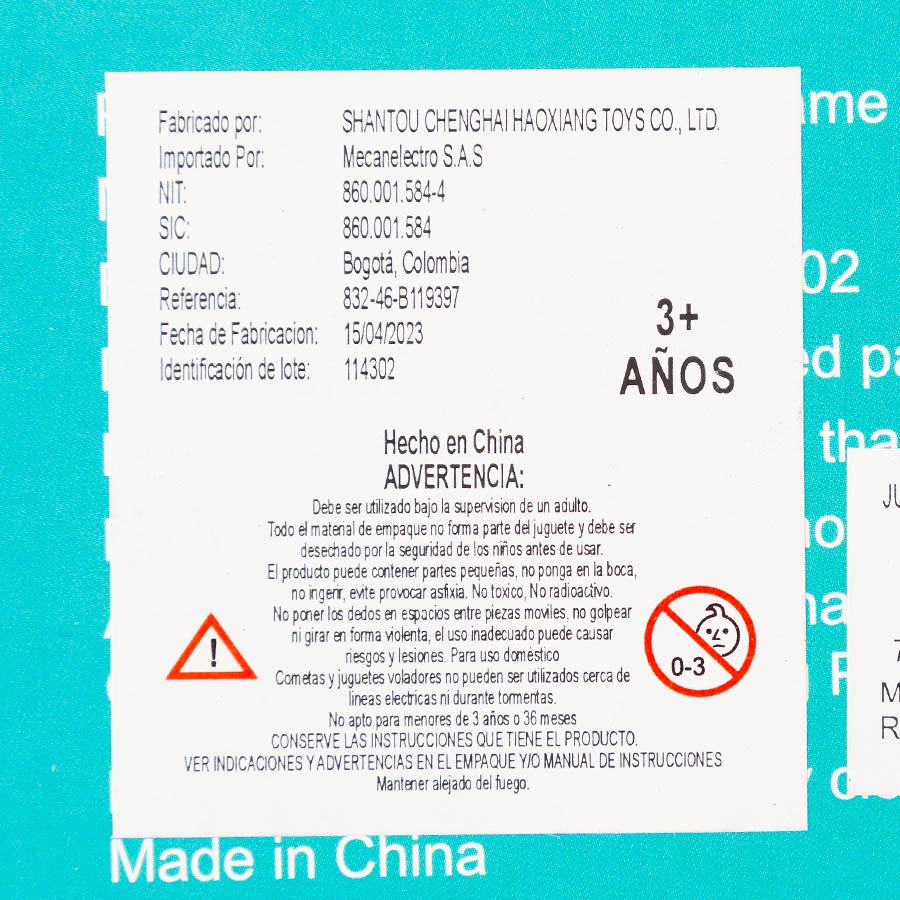 Fabricado por: SHANTOU CHENGHAI HAOXIANG TOYS CO., LTD.
Importado Por: Mecanelectro S.A.S
NIT: 860.001.584-4
SIC: 860.001.584
CIUDAD: Bogotá, Colombia
Referencia: 832-46-B119397
Fecha de Fabricacion: 15/04/2023
Identificación de lote: 114302
3+
AÑOS
Hecho en China
ADVERTENCIA:
Debe ser utilizado bajo la supervision de un adulto.
Todo el material de empaque no forma parte del juguete y debe ser
desechado por la seguridad de los niños antes de usar.
El producto puede contener partes pequeñas, no ponga en la boca,
no ingerir, evite provocar asfixia. No toxico, No radioactivo.
No poner los dedos en espacios entre piezas moviles, no golpear
ni girar en forma violenta, el uso inadecuado puede causar
riesgos y lesiones. Para uso doméstico
Cometas y juguetes voladores no pueden ser utilizados cerca de
lineas electricas ni durante tormentas.
No apto para menores de 3 años o 36 meses
CONSERVE LAS INSTRUCCIONES QUE TIENE EL PRODUCTO.
VER INDICACIONES Y ADVERTENCIAS EN EL EMPAQUE Y/O MANUAL DE INSTRUCCIONES
Mantener alejado del fuego.
!
0-3
02
Made in China